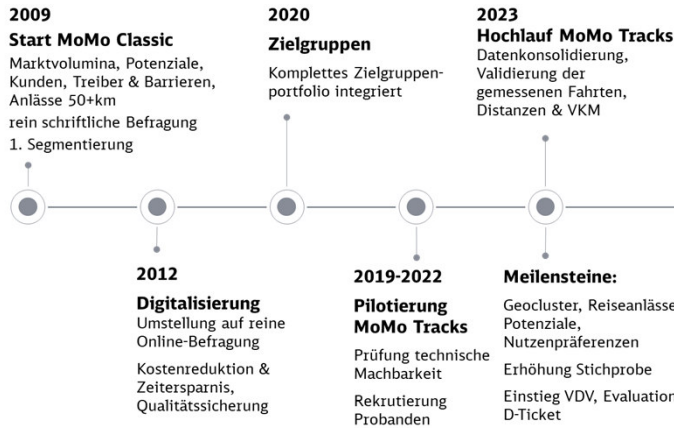 2009
Start MoMo Classic
Marktvolumina, Potenziale,
Kunden, Treiber & Barrieren,
Anlässe 50+km
rein schriftliche Befragung
1. Segmentierung
2012
Digitalisierung
Umstellung auf reine
Online-Befragung
Kostenreduktion &
Zeitersparnis,
Qualitätssicherung
2020
Zielgruppen
Komplettes Zielgruppen-
portfolio integriert
2019-2022
Pilotierung
MoMo Tracks
Prüfung technische
Machbarkeit
Rekrutierung
Probanden
2023
Hochlauf MoMo Tracks
Datenkonsolidierung,
Validierung der
gemessenen Fahrten,
Distanzen & VKM
Meilensteine:
Geocluster, Reiseanlässe
Potenziale,
Nutzenpräferenzen
Erhöhung Stichprobe
Einstieg VDV, Evaluation
D-Ticket